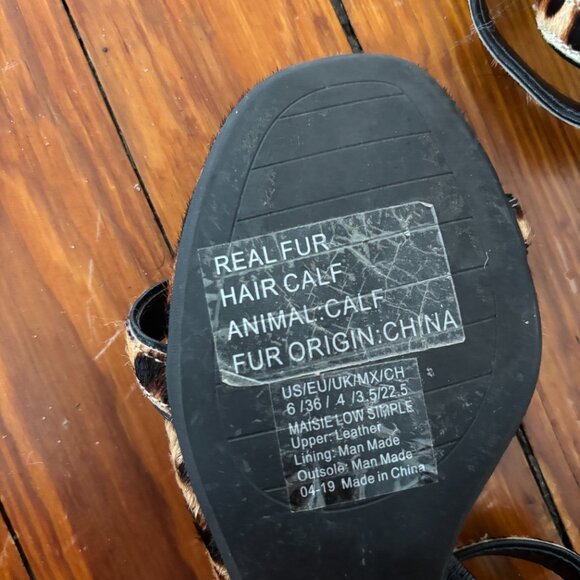 REAL FUR
HAIR CALF
ANIMAL:CALF
FUR ORIGIN:CHINA
US/EU/UK/MX/CH
6 /36 / 4 /3.5/22.5
MAISIE LOW SIMPLE
Upper: Leather
Lining: Man Made
Outsole: Man Made
04-19 Made in China